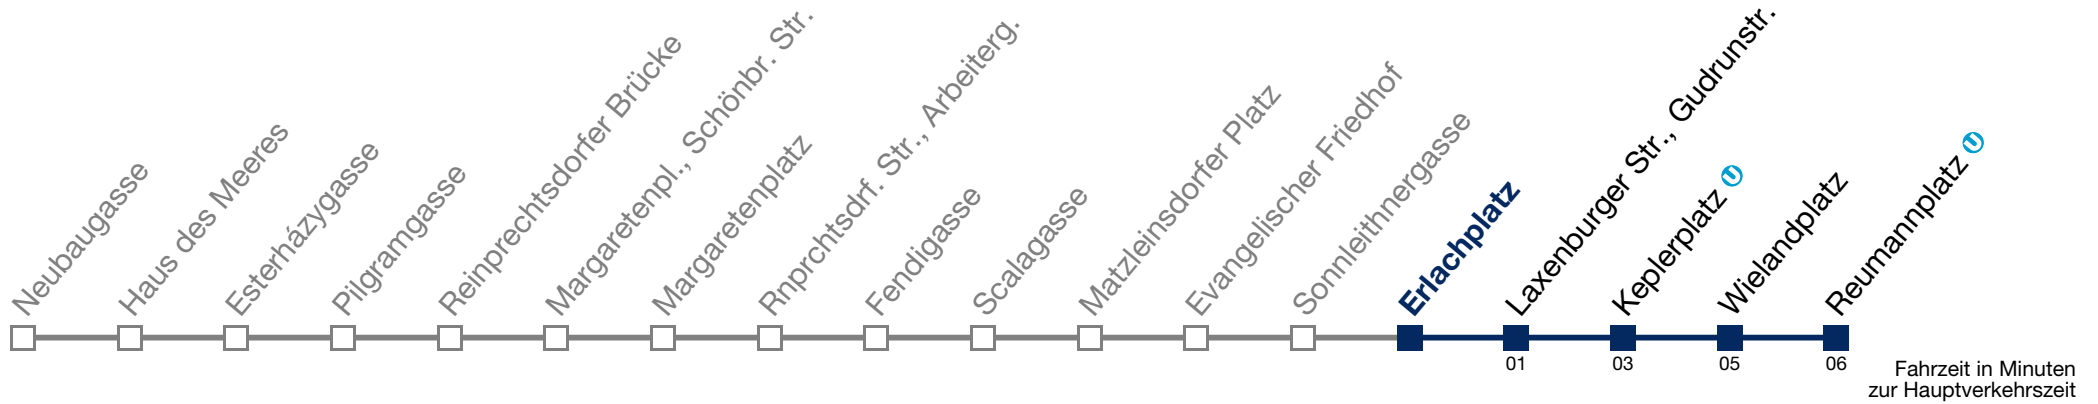 Neubaugasse
Haus des Meeres
Esterházygasse
Pilgramgasse
Reinprechtsdorfer Brücke
Margaretenpl., Schönbr. Str.
Margaretenplatz
Rnprchtsdrf. Str., Arbeiterg.
Fendigasse
Scalagasse
Matzleinsdorfer Platz
Evangelischer Friedhof
Sonnleithnergasse
Erlachplatz
Laxenburger Str., Gudrunstr.
Keplerplatz U
Wielandplatz
Reumannplatz U
01 03 05 06
Fahrzeit in Minuten
zur Hauptverkehrszeit